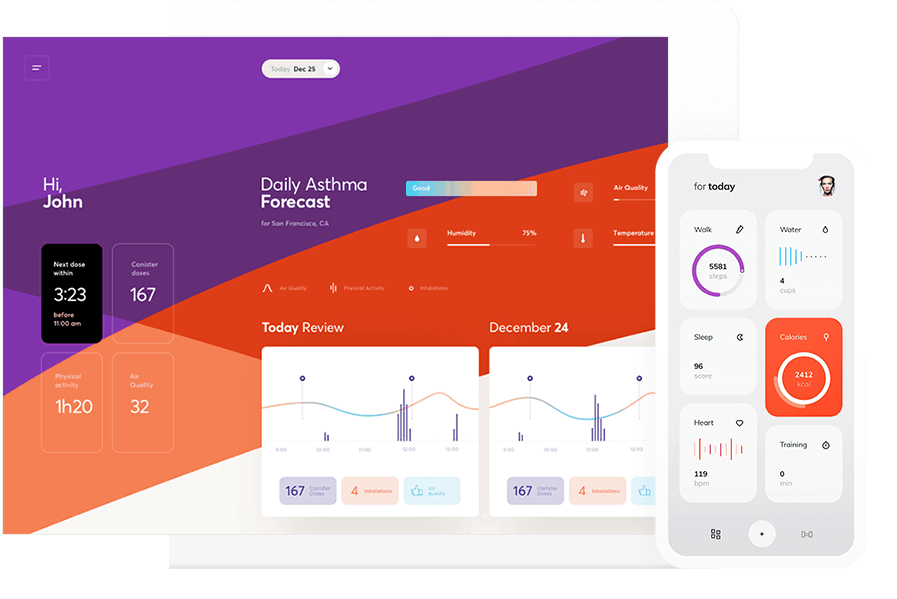 Today Dec 25
Hi,
John
Next dose
within
3:23
before
11:00 am
Canister
doses
167
Physical
activity
1h20
Air
Quality
32
Daily Asthma
Forecast
for San Francisco, CA
Good
Air Quality
Humidity 75%
Temperature
Air Quality
Physical Activity
Inhalations
Today Review
9:00 12:00 11:00 12:00 13:00
167 Canister
Doses
4 Inhalations
Air
quality
December 24
9:00 10:00 11:00 12:00
167 Canister
Doses
4 Inhalations
for today
Walk
5581
steps
Water
4
cups
Sleep
96
score
Calories
2412
kcal
Heart
119
bpm
Training
0
min